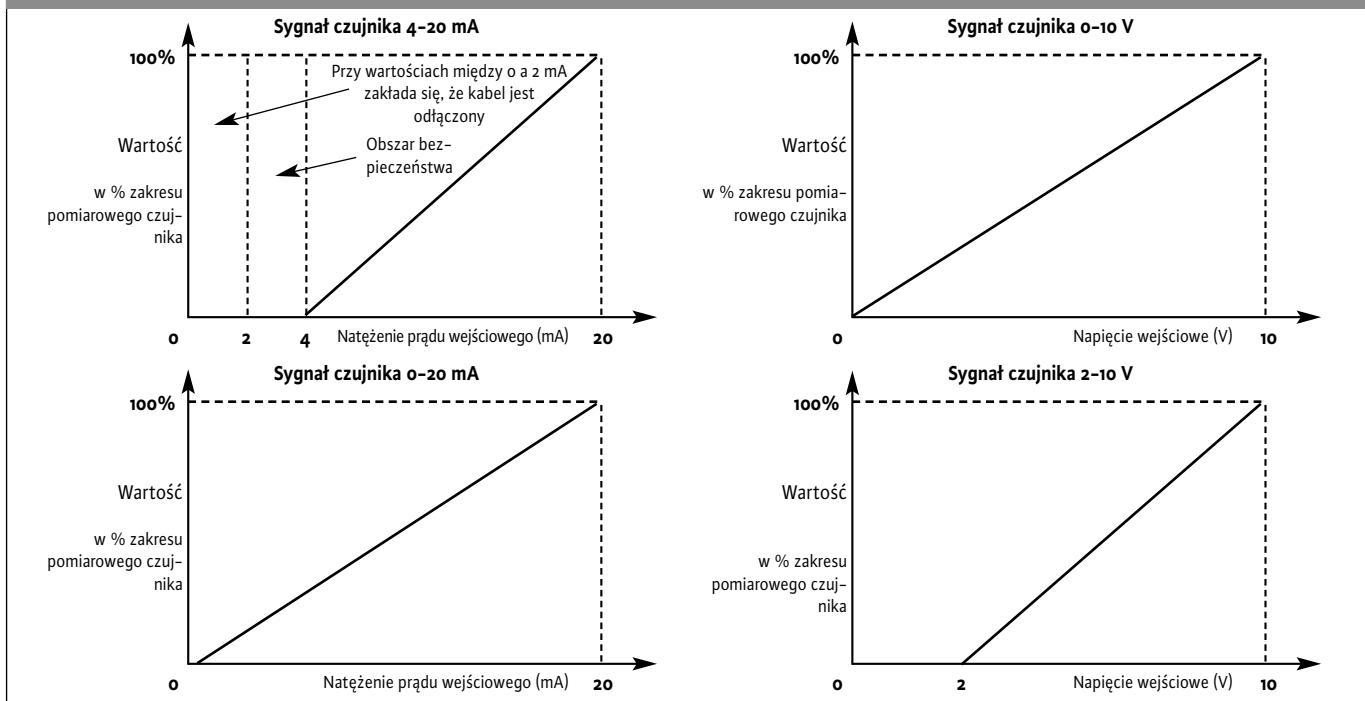 Sygnał czujnika 4–20 mA
100%
Przy wartościach między 0 a 2 mA
zakłada się, że kabel jest
odłączony
Obszar bez–
pieczeństwa
Wartość
w % zakresu
pomiarowego czuj–
nika
0 2 4 Natężenie prądu wejściowego (mA) 20
Sygnał czujnika 0–10 V
100%
Wartość
w % zakresu pomia–
rowego czujnika
0 Napięcie wejściowe (V) 10
Sygnał czujnika 0–20 mA
100%
Wartość
w % zakresu
pomiarowego czuj–
nika
0 Natężenie prądu wejściowego (mA) 20
Sygnał czujnika 2–10 V
100%
Wartość
w % zakresu
pomiarowego czuj–
nika
0 2 Napięcie wejściowe (V) 10